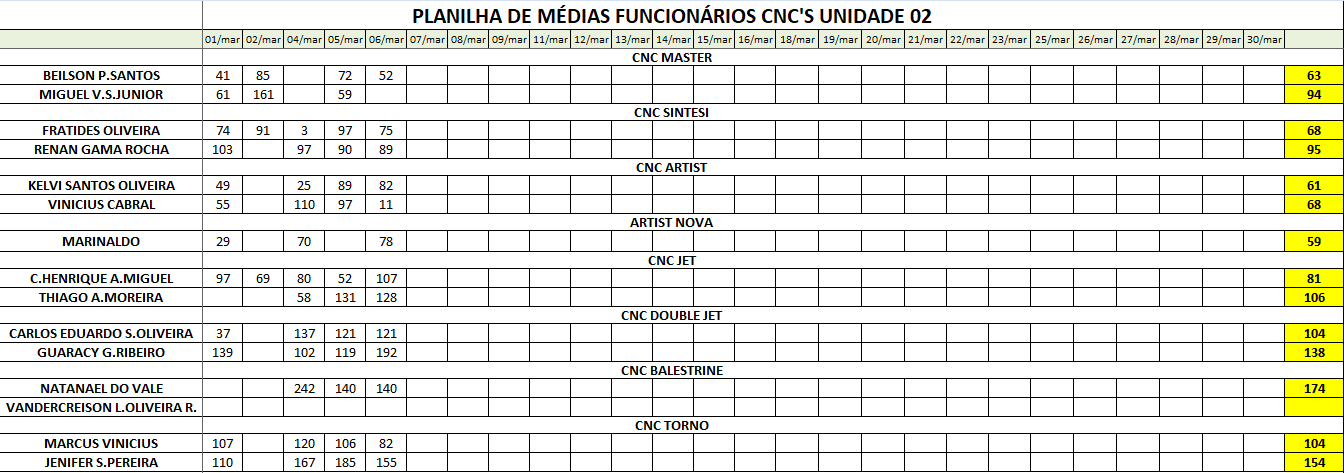 PLANILHA DE MÉDIAS FUNCIONÁRIOS CNC'S UNIDADE 02
01/mar 02/mar 04/mar 05/mar 06/mar 07/mar 08/mar 09/mar 11/mar 12/mar 13/mar 14/mar 15/mar 16/mar 18/mar 19/mar 20/mar 21/mar 22/mar 23/mar 25/mar 26/mar 27/mar 28/mar 29/mar 30/mar
CNC MASTER
BEILSON P.SANTOS 41 85 72 52 63
MIGUEL V.S.JUNIOR 61 161 59 94
CNC SINTESI
FRATIDES OLIVEIRA 74 91 3 97 75 68
RENAN GAMA ROCHA 103 97 90 89 95
CNC ARTIST
KELVI SANTOS OLIVEIRA 49 25 89 82 61
VINICIUS CABRAL 55 110 97 11 68
ARTIST NOVA
MARINALDO 29 70 78 59
CNC JET
C.HENRIQUE A.MIGUEL 97 69 80 52 107 81
THIAGO A.MOREIRA 58 131 128 106
CNC DOUBLE JET
CARLOS EDUARDO S.OLIVEIRA 37 137 121 121 104
GUARACY G.RIBEIRO 139 102 119 192 138
CNC BALESTRINE
NATANAEL DO VALE 242 140 140 174
VANDERCREISON L.OLIVEIRA R.
CNC TORNO
MARCUS VINICIUS 107 120 106 82 104
JENIFER S.PEREIRA 110 167 185 155 154